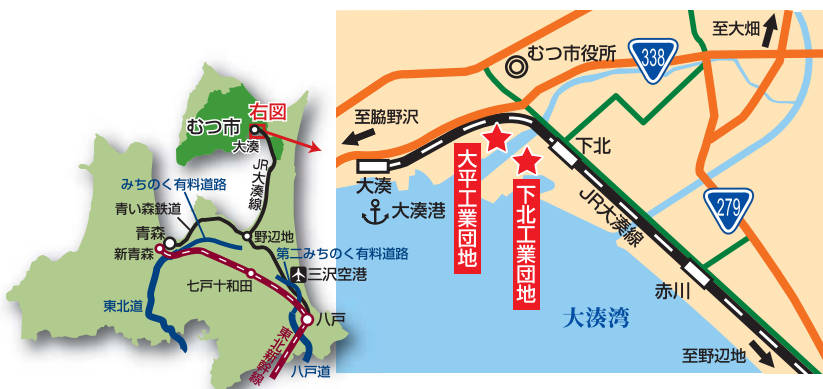 右図
むつ市
大湊
JR大湊線
みちのく有料道路
青い森鉄道
青森
新青森
野辺地
第二みちのく有料道路
三沢空港
七戸十和田
東北道
八戸
東北新幹線
八戸道
至大畑
むつ市役所
338
至脇野沢
下北
大湊
大湊港
大平工業団地
下北工業団地
JR大湊線
279
赤川
大湊湾
至野辺地